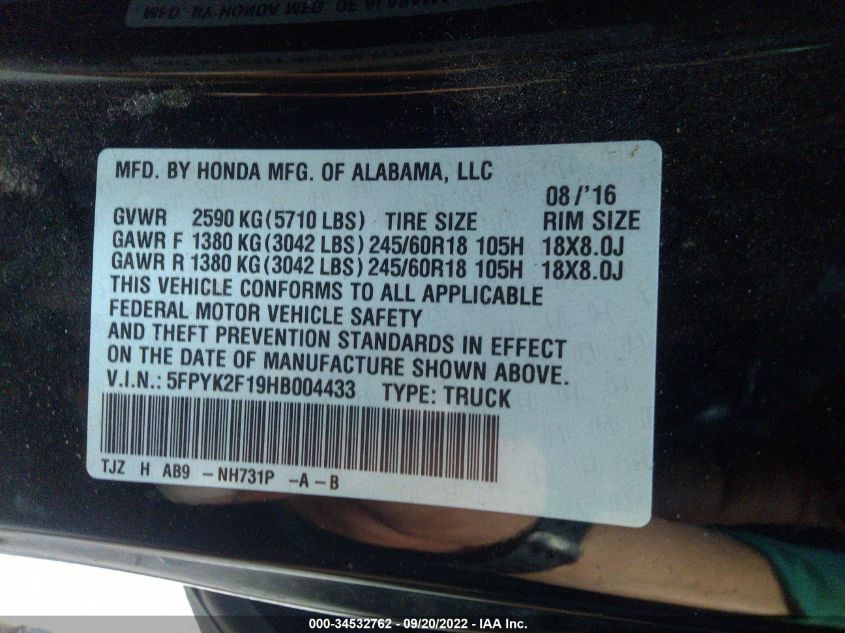 MFD. BY HONDA MFG. OF ALABAMA, LLC
08/'16
GVWR 2590 KG(5710 LBS) TIRE SIZE RIM SIZE
GAWR F 1380 KG(3042 LBS) 245/60R18 105H 18X8.0J
GAWR R 1380 KG(3042 LBS) 245/60R18 105H 18X8.0J
THIS VEHICLE CONFORMS TO ALL APPLICABLE
FEDERAL MOTOR VEHICLE SAFETY
AND THEFT PREVENTION STANDARDS IN EFFECT
ON THE DATE OF MANUFACTURE SHOWN ABOVE.
V.I.N.: 5FPYK2F19HB004433 TYPE: TRUCK
TJZ H AB9 -NH731P -A-B
000-34532762 - 09/20/2022 - IAA Inc.